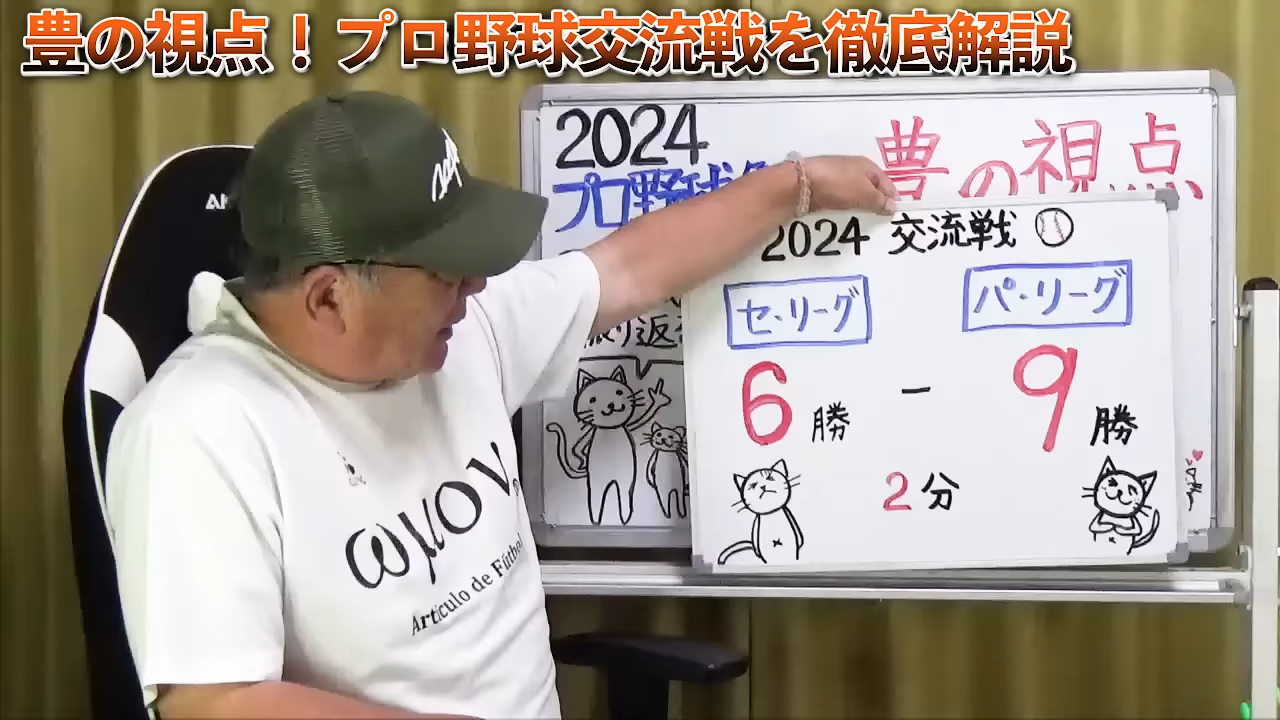 豊の視点！プロ野球交流戦を徹底解説
2024
プロ野球
豊の視点
2024 交流戦
セ・リーグ
パ・リーグ
6勝
－
9勝
2分
振り返
ωμον
Artículo de Fútbol